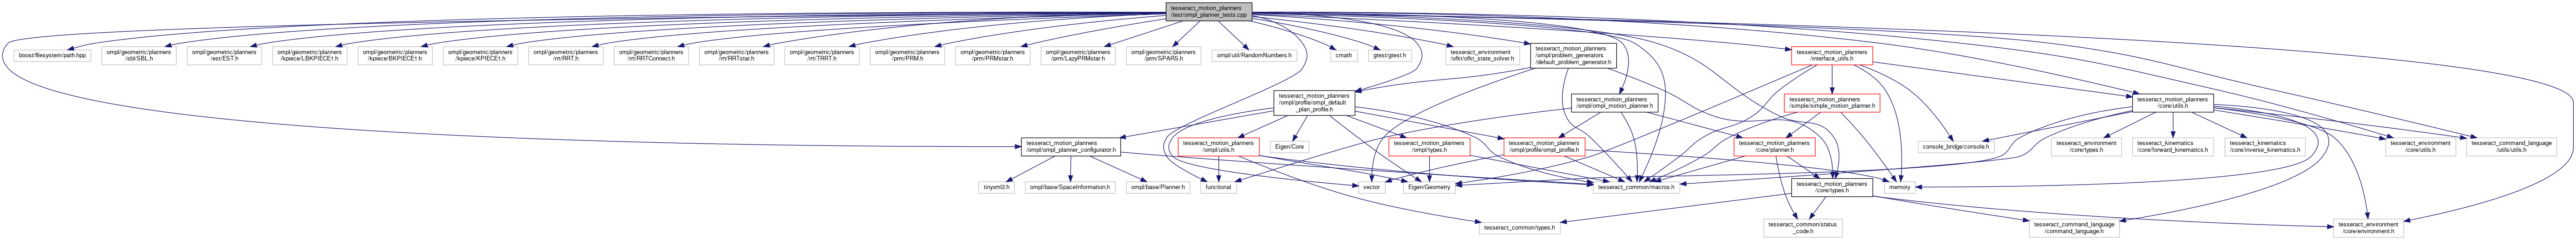 tesseract_motion_planners
/test/ompl_planner_tests.cpp
boost/filesystem/path.hpp
ompl/geometric/planners
/sbl/SBL.h
ompl/geometric/planners
/est/EST.h
ompl/geometric/planners
/kpiece/LBKPIECE1.h
ompl/geometric/planners
/kpiece/BKPIECE1.h
ompl/geometric/planners
/kpiece/KPIECE1.h
ompl/geometric/planners
/rrt/RRT.h
ompl/geometric/planners
/rrt/RRTConnect.h
ompl/geometric/planners
/rrt/RRTstar.h
ompl/geometric/planners
/rrt/TRRT.h
ompl/geometric/planners
/prm/PRM.h
ompl/geometric/planners
/prm/PRMstar.h
ompl/geometric/planners
/prm/LazyPRMstar.h
ompl/geometric/planners
/prm/SPARS.h
ompl/util/RandomNumbers.h
cmath
gtest/gtest.h
tesseract_environment
/ofkt/ofkt_state_solver.h
tesseract_motion_planners
/ompl/problem_generators
/default_problem_generator.h
tesseract_motion_planners
/interface_utils.h
tesseract_motion_planners
/ompl/profile/ompl_default
_plan_profile.h
tesseract_motion_planners
/ompl/ompl_motion_planner.h
tesseract_motion_planners
/simple/simple_motion_planner.h
tesseract_motion_planners
/core/utils.h
tesseract_motion_planners
/ompl/ompl_planner_configurator.h
tesseract_motion_planners
/ompl/utils.h
Eigen/Core
tesseract_motion_planners
/ompl/types.h
tesseract_motion_planners
/ompl/profile/ompl_profile.h
tesseract_motion_planners
/core/planner.h
console_bridge/console.h
tesseract_environment
/core/types.h
tesseract_kinematics
/core/forward_kinematics.h
tesseract_kinematics
/core/inverse_kinematics.h
tesseract_environment
/core/utils.h
tesseract_command_language
/utils/utils.h
tinyxml2.h
ompl/base/SpaceInformation.h
ompl/base/Planner.h
functional
vector
Eigen/Geometry
tesseract_common/macros.h
tesseract_motion_planners
/core/types.h
memory
tesseract_common/types.h
tesseract_common/status
_code.h
tesseract_command_language
/command_language.h
tesseract_environment
/core/environment.h